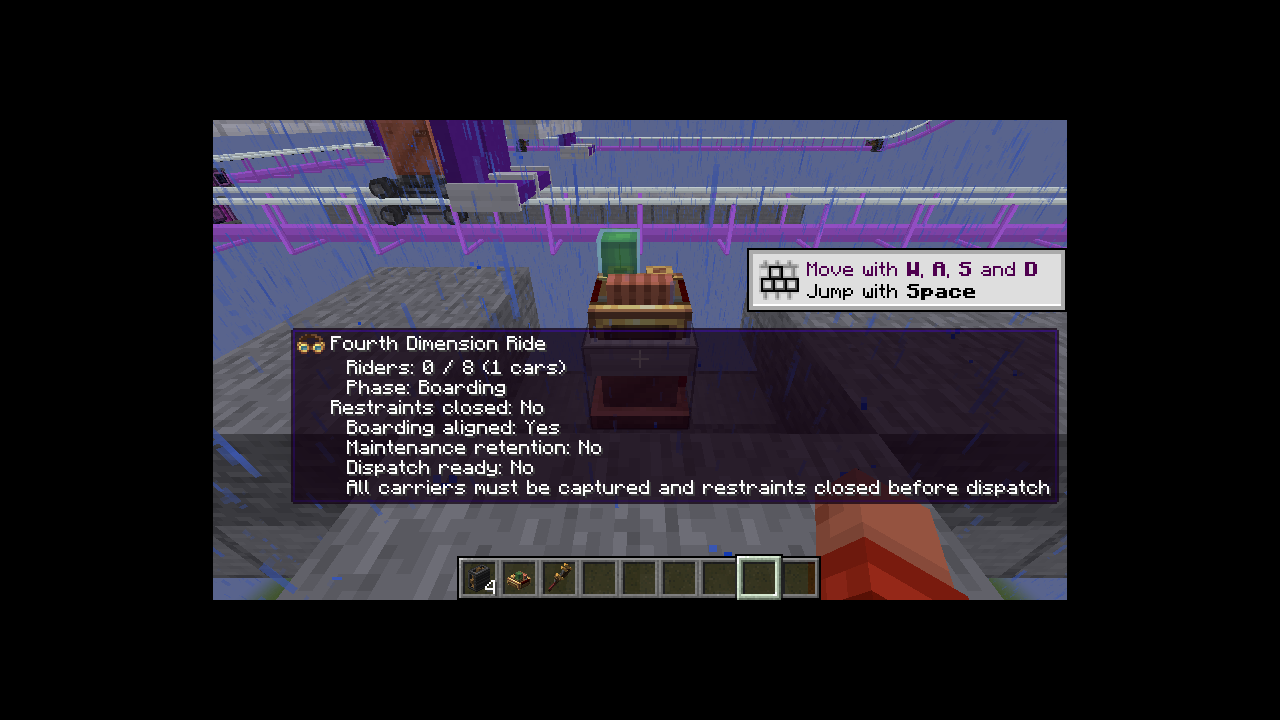 Move with W, A, S and D
Jump with Space
Fourth Dimension Ride
Riders: 0 / 8 (1 cars)
Phase: Boarding
Restraints closed: No
Boarding aligned: Yes
Maintenance retention: No
Dispatch ready: No
All carriers must be captured and restraints closed before dispatch
4